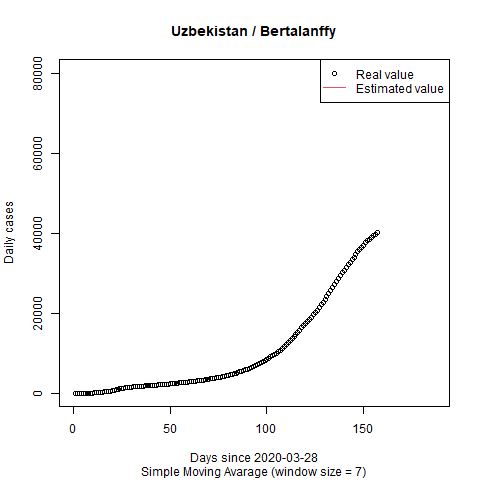 Uzbekistan / Bertalanffy
Real value
Estimated value
Daily cases
80000
60000
40000
20000
0
0
50
100
150
Days since 2020-03-28
Simple Moving Avarage (window size = 7)